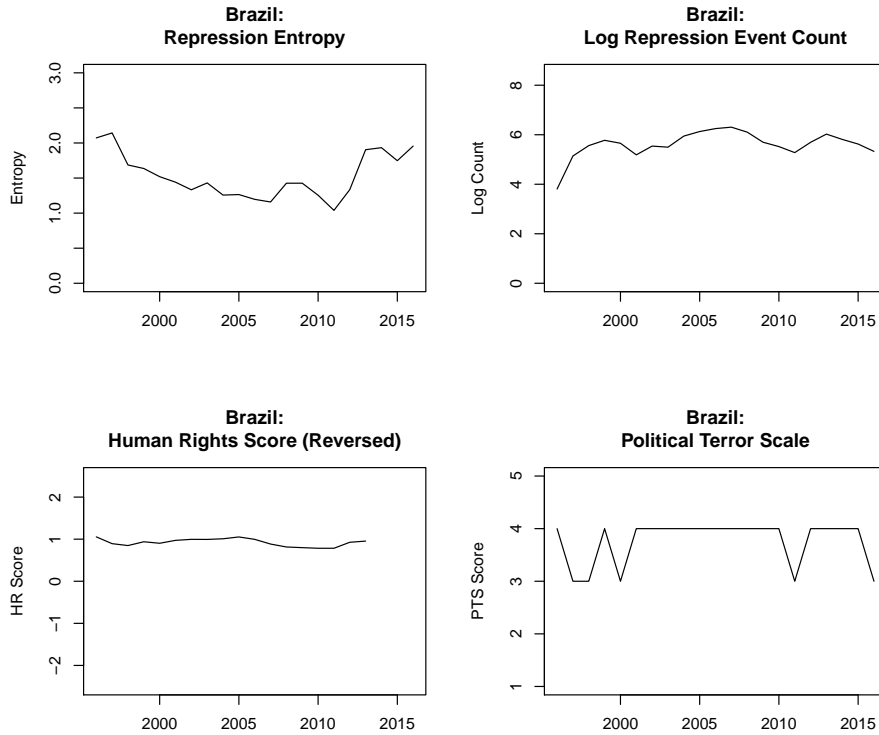 Brazil:
Repression Entropy
Entropy
3.0
2.0
1.0
0.0
2000 2005 2010 2015
Brazil:
Log Repression Event Count
Log Count
8
6
4
2
0
2000 2005 2010 2015
Brazil:
Human Rights Score (Reversed)
HR Score
2
1
0
−1
−2
2000 2005 2010 2015
Brazil:
Political Terror Scale
PTS Score
5
4
3
2
1
2000 2005 2010 2015